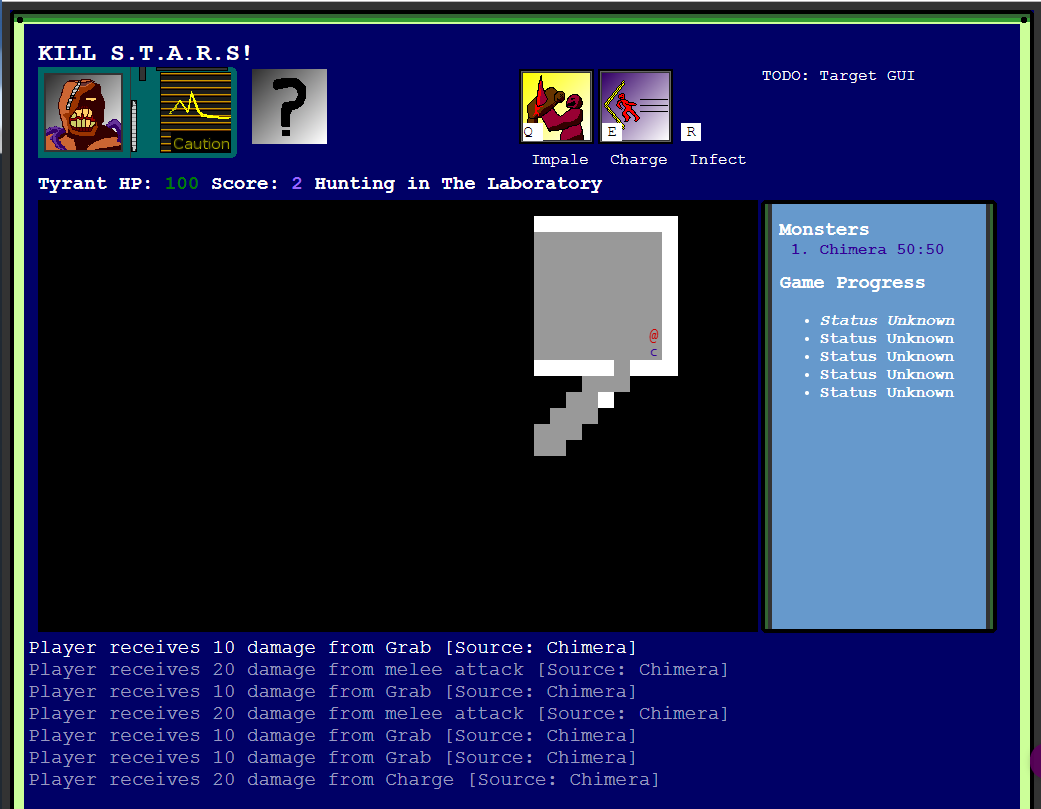 KILL S.T.A.R.S!
TODO: Target GUI
?
Caution
Q
E
R
Impale Charge Infect
Tyrant HP: 100 Score: 2 Hunting in The Laboratory
@
c
Monsters
1. Chimera 50:50
Game Progress
• Status Unknown
• Status Unknown
• Status Unknown
• Status Unknown
• Status Unknown
Player receives 10 damage from Grab [Source: Chimera]
Player receives 20 damage from melee attack [Source: Chimera]
Player receives 10 damage from Grab [Source: Chimera]
Player receives 20 damage from melee attack [Source: Chimera]
Player receives 10 damage from Grab [Source: Chimera]
Player receives 10 damage from Grab [Source: Chimera]
Player receives 20 damage from Charge [Source: Chimera]